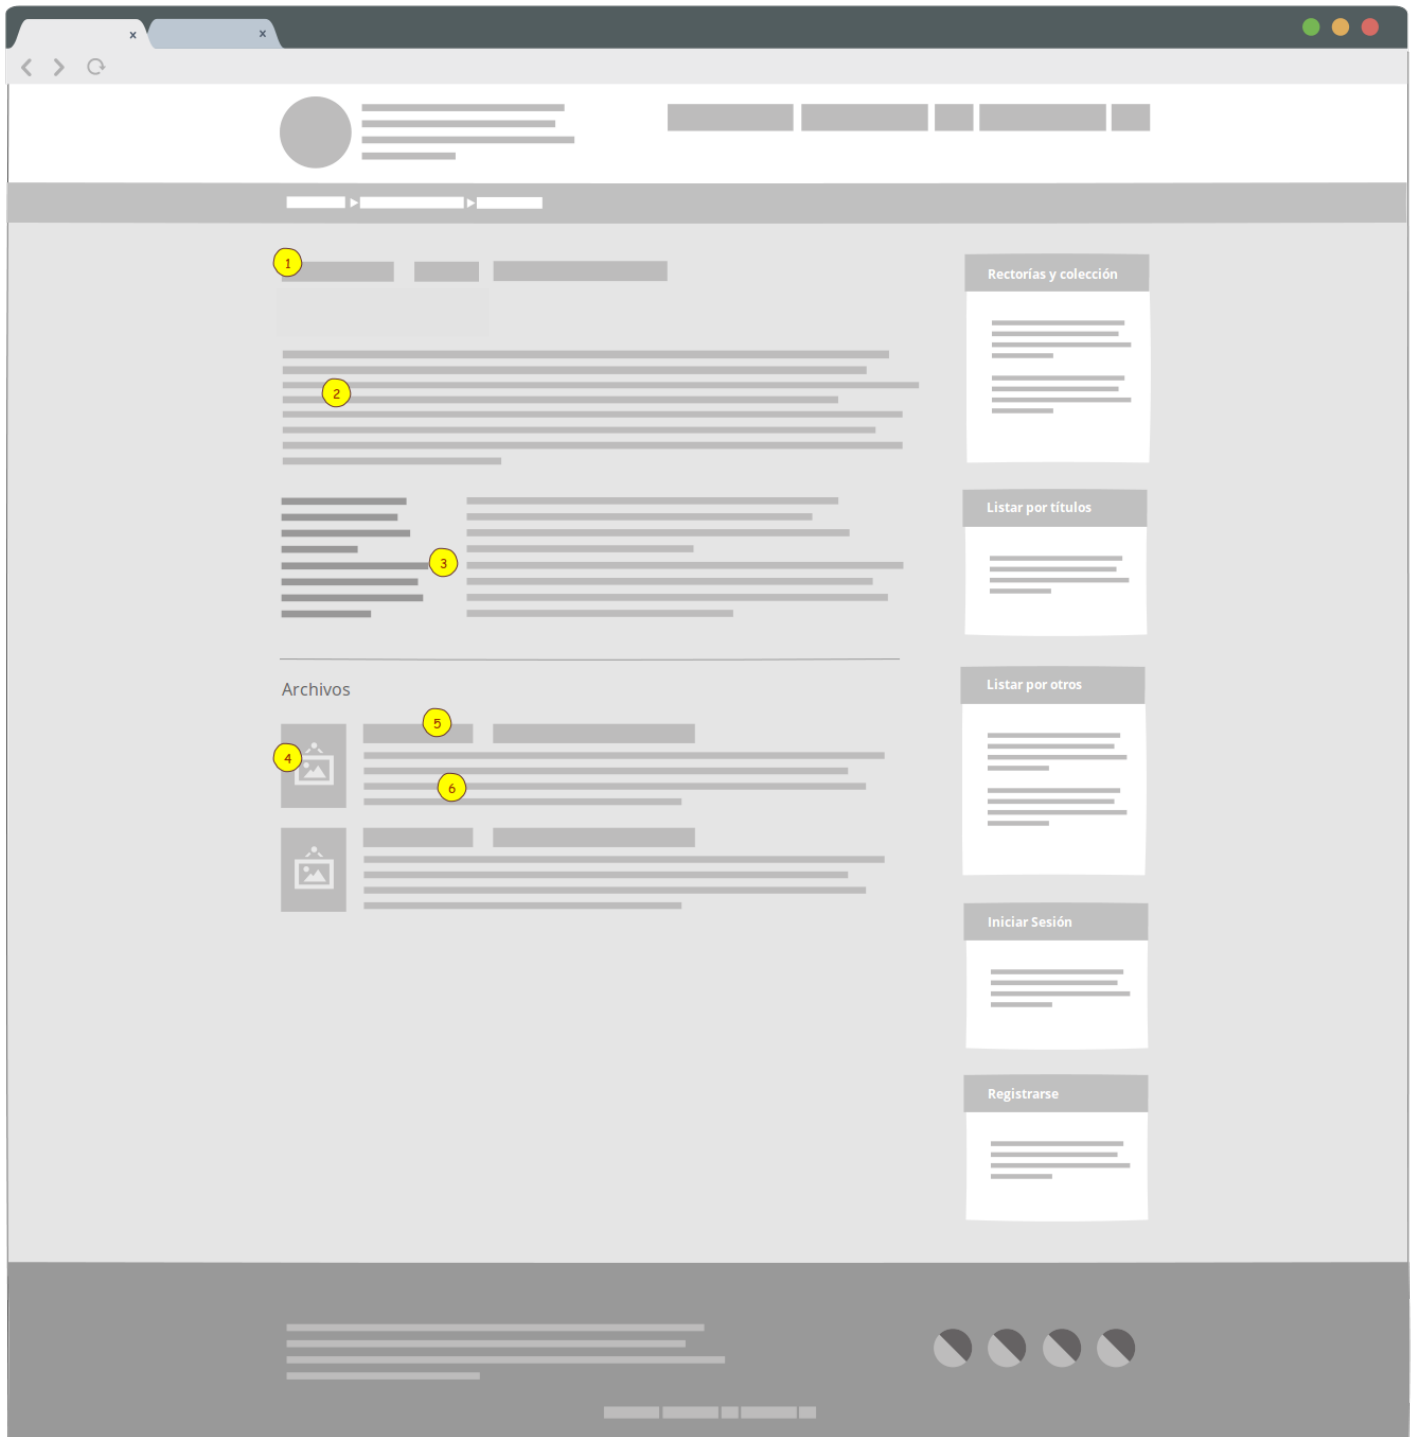 x
x
1
Rectorías y colección
2
Listar por títulos
3
Listar por otros
Archivos
5
4
6
Iniciar Sesión
Registrarse